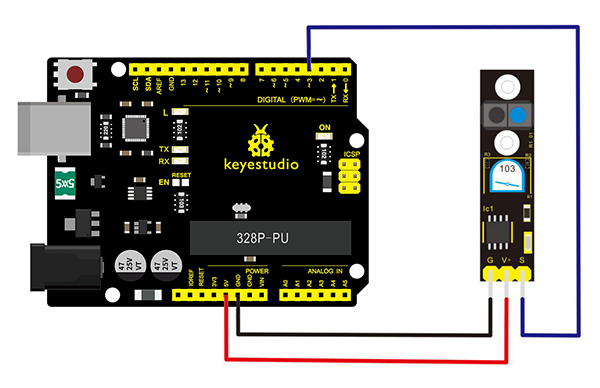 SCL
SDA
AREF
GND
13
12
~11
~10
~9
8
7
~6
~5
4
~3
2
TX→1
RX←0
DIGITAL (PWM=~)
L
TX
RX
EN
RESET
ON
ICSP
keyestudio
5x5
328P-PU
47
25V
VT
47
25V
VT
IOREF
RESET
3V3
5V
GND
GND
VIN
POWER
ANALOG IN
A0
A1
A2
A3
A4
A5
103
R1
Ic1
G
V+
S